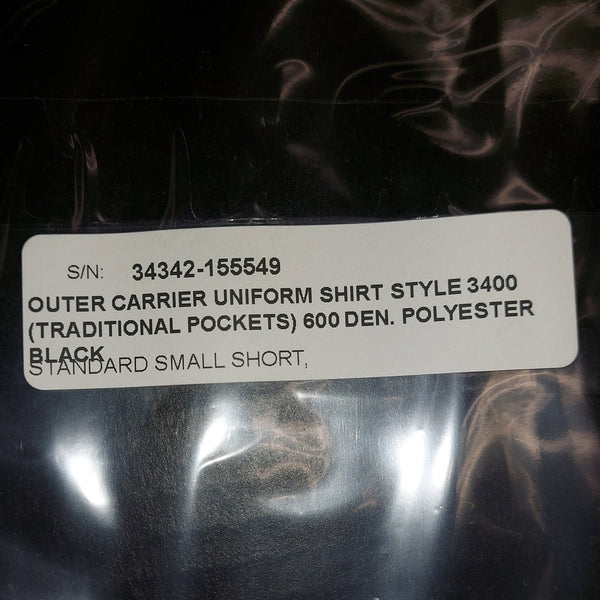 S/N: 34342-155549
OUTER CARRIER UNIFORM SHIRT STYLE 3400
(TRADITIONAL POCKETS) 600 DEN. POLYESTER
BLACK
STANDARD SMALL SHORT,